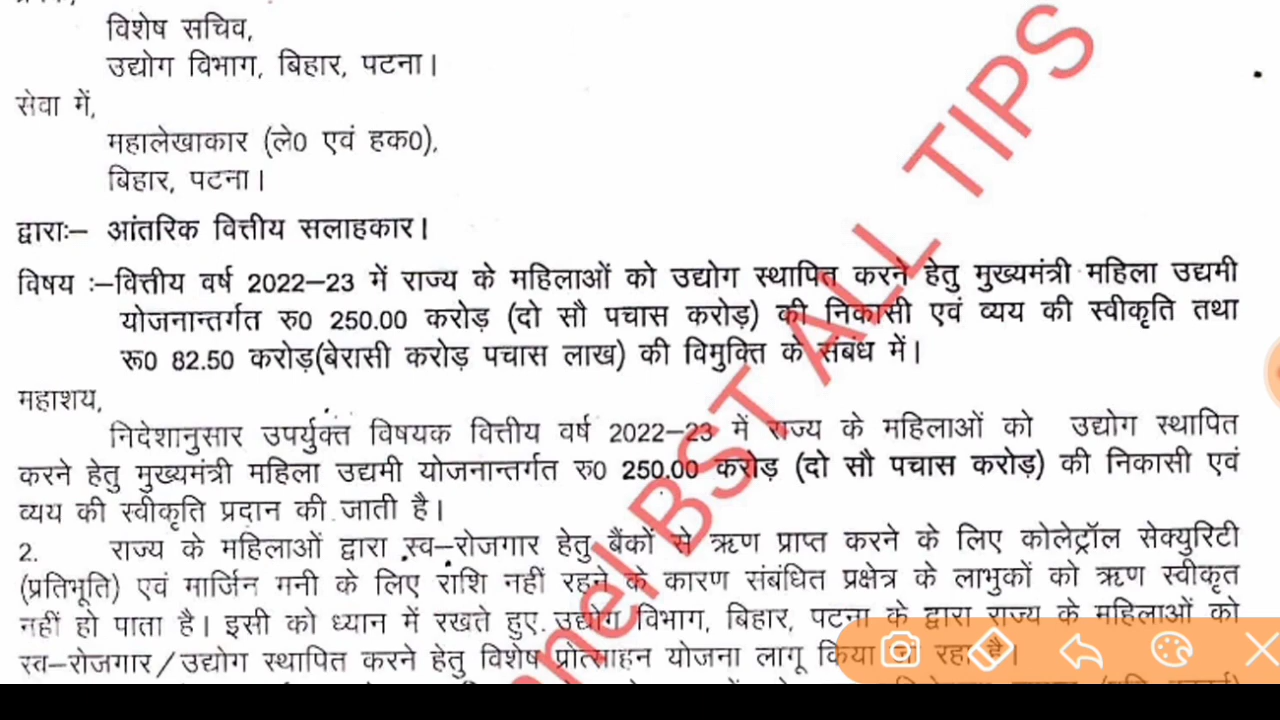 विशेष सचिव,
उद्योग विभाग, बिहार, पटना।
सेवा में,
महालेखाकार (ले0 एवं हक0),
बिहार, पटना।
द्वाराः– आंतरिक वित्तीय सलाहकार।
विषय :–वित्तीय वर्ष 2022–23 में राज्य के महिलाओं को उद्योग स्थापित करने हेतु मुख्यमंत्री महिला उद्यमी
योजनान्तर्गत रु0 250.00 करोड़ (दो सौ पचास करोड़) की निकासी एवं व्यय की स्वीकृति तथा
रू0 82.50 करोड़(बेरासी करोड़ पचास लाख) की विमुक्ति के संबंध में।
महाशय,
निदेशानुसार उपर्युक्त विषयक वित्तीय वर्ष 2022–23 में राज्य के महिलाओं को उद्योग स्थापित
करने हेतु मुख्यमंत्री महिला उद्यमी योजनान्तर्गत रु0 250.00 करोड़ (दो सौ पचास करोड़) की निकासी एवं
व्यय की स्वीकृति प्रदान की जाती है।
2. राज्य के महिलाओं द्वारा स्व–रोजगार हेतु बैंकों से ऋण प्राप्त करने के लिए कोलेट्रॉल सेक्युरिटी
(प्रतिभूति) एवं मार्जिन मनी के लिए राशि नहीं रहने के कारण संबंधित प्रक्षेत्र के लाभुकों को ऋण स्वीकृत
नहीं हो पाता है। इसी को ध्यान में रखते हुए उद्योग विभाग, बिहार, पटना के द्वारा राज्य के महिलाओं को
स्व–रोजगार/उद्योग स्थापित करने हेतु विशेष प्रोत्साहन योजना लागू किया जा रहा है।
nel BST ALL TIPS